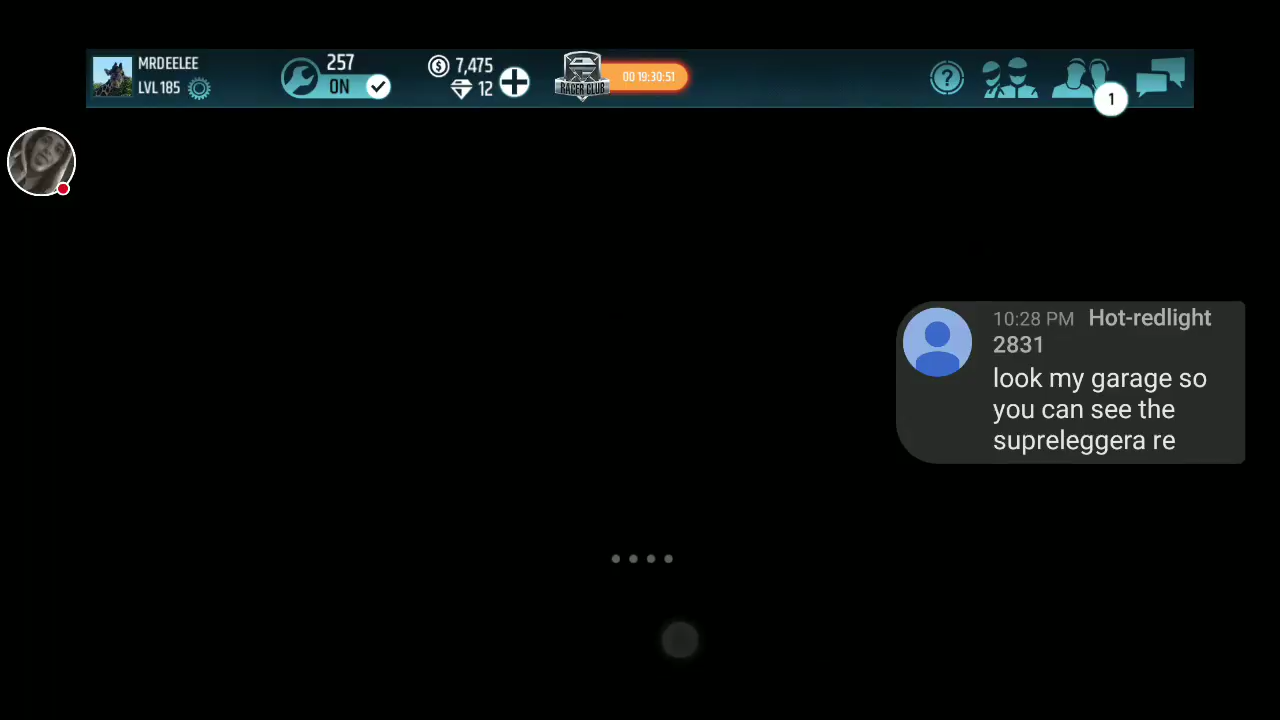 MRDEELEE
LVL 185
257
ON
$ 7,475
12
RACER CLUB
00 19:30:51
?
1
10:28 PM Hot-redlight
2831
look my garage so
you can see the
supreleggera re